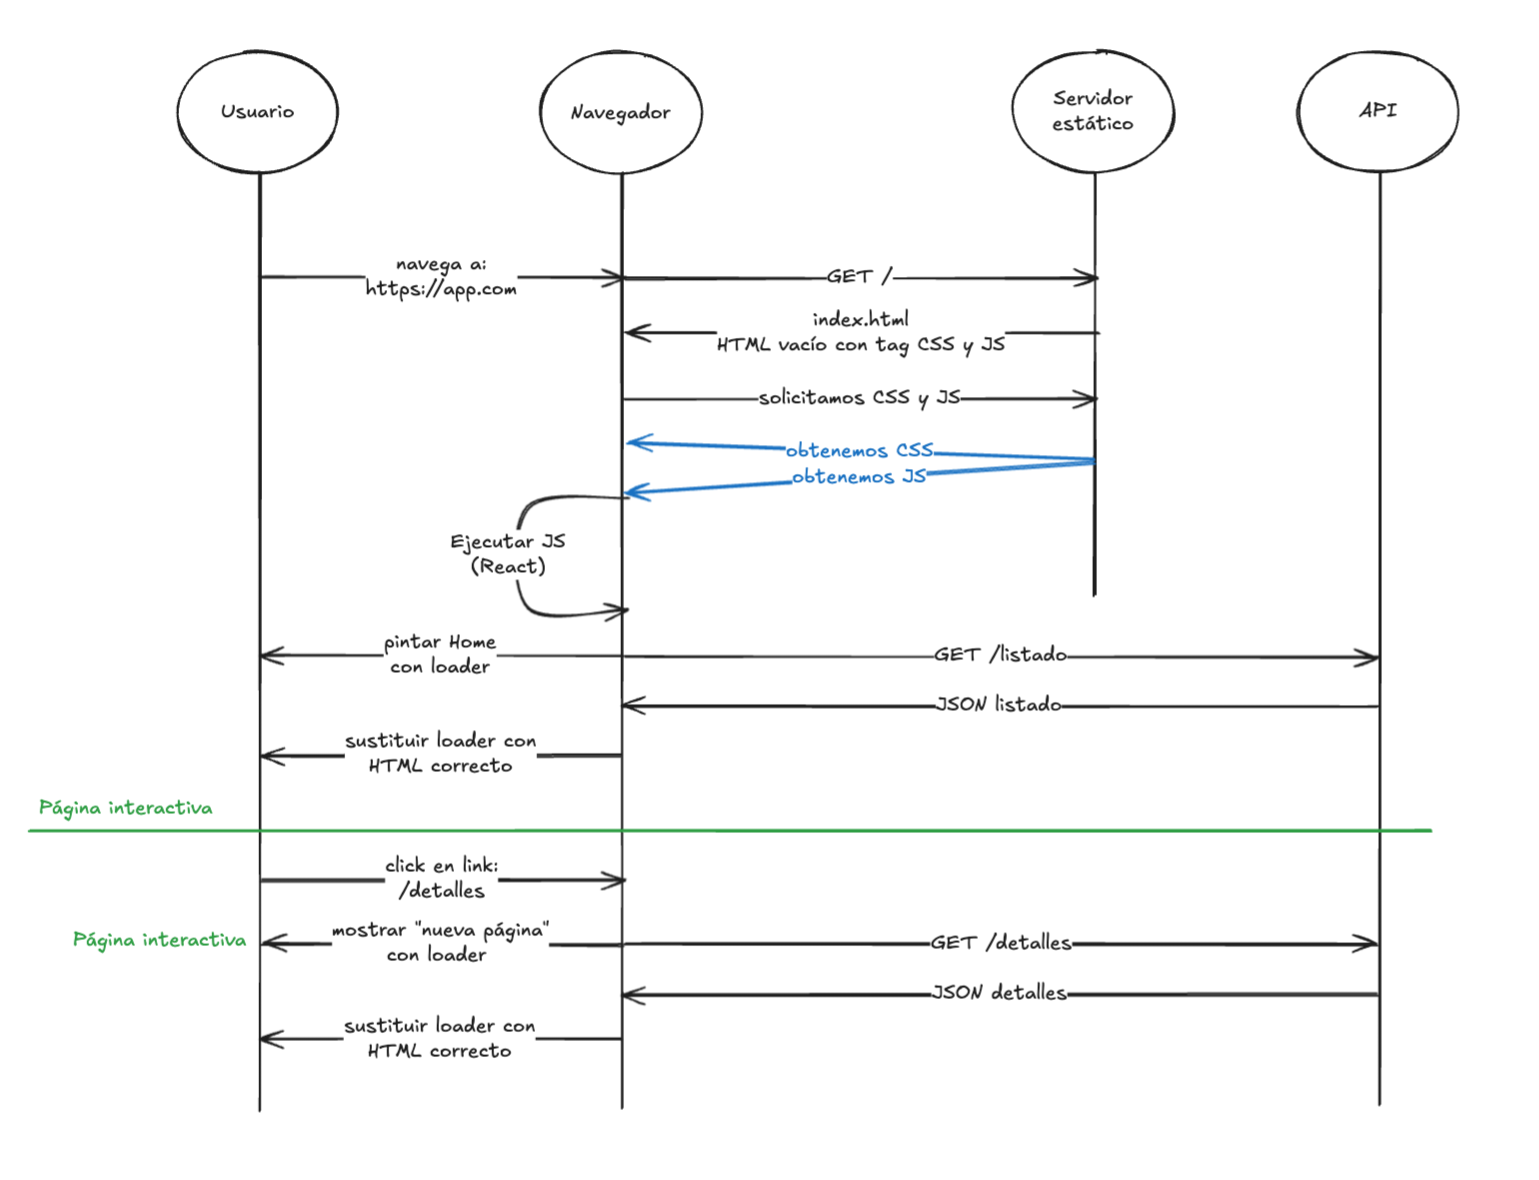 Usuario
Navegador
Servidor
estático
API
navega a:
https://app.com
GET /
index.html
HTML vacío con tag CSS y JS
solicitamos CSS y JS
obtenemos CSS
obtenemos JS
Ejecutar JS
(React)
pintar Home
con loader
GET /listado
JSON listado
sustituir loader con
HTML correcto
Página interactiva
click en link:
/detalles
Página interactiva
mostrar "nueva página"
con loader
GET /detalles
JSON detalles
sustituir loader con
HTML correcto